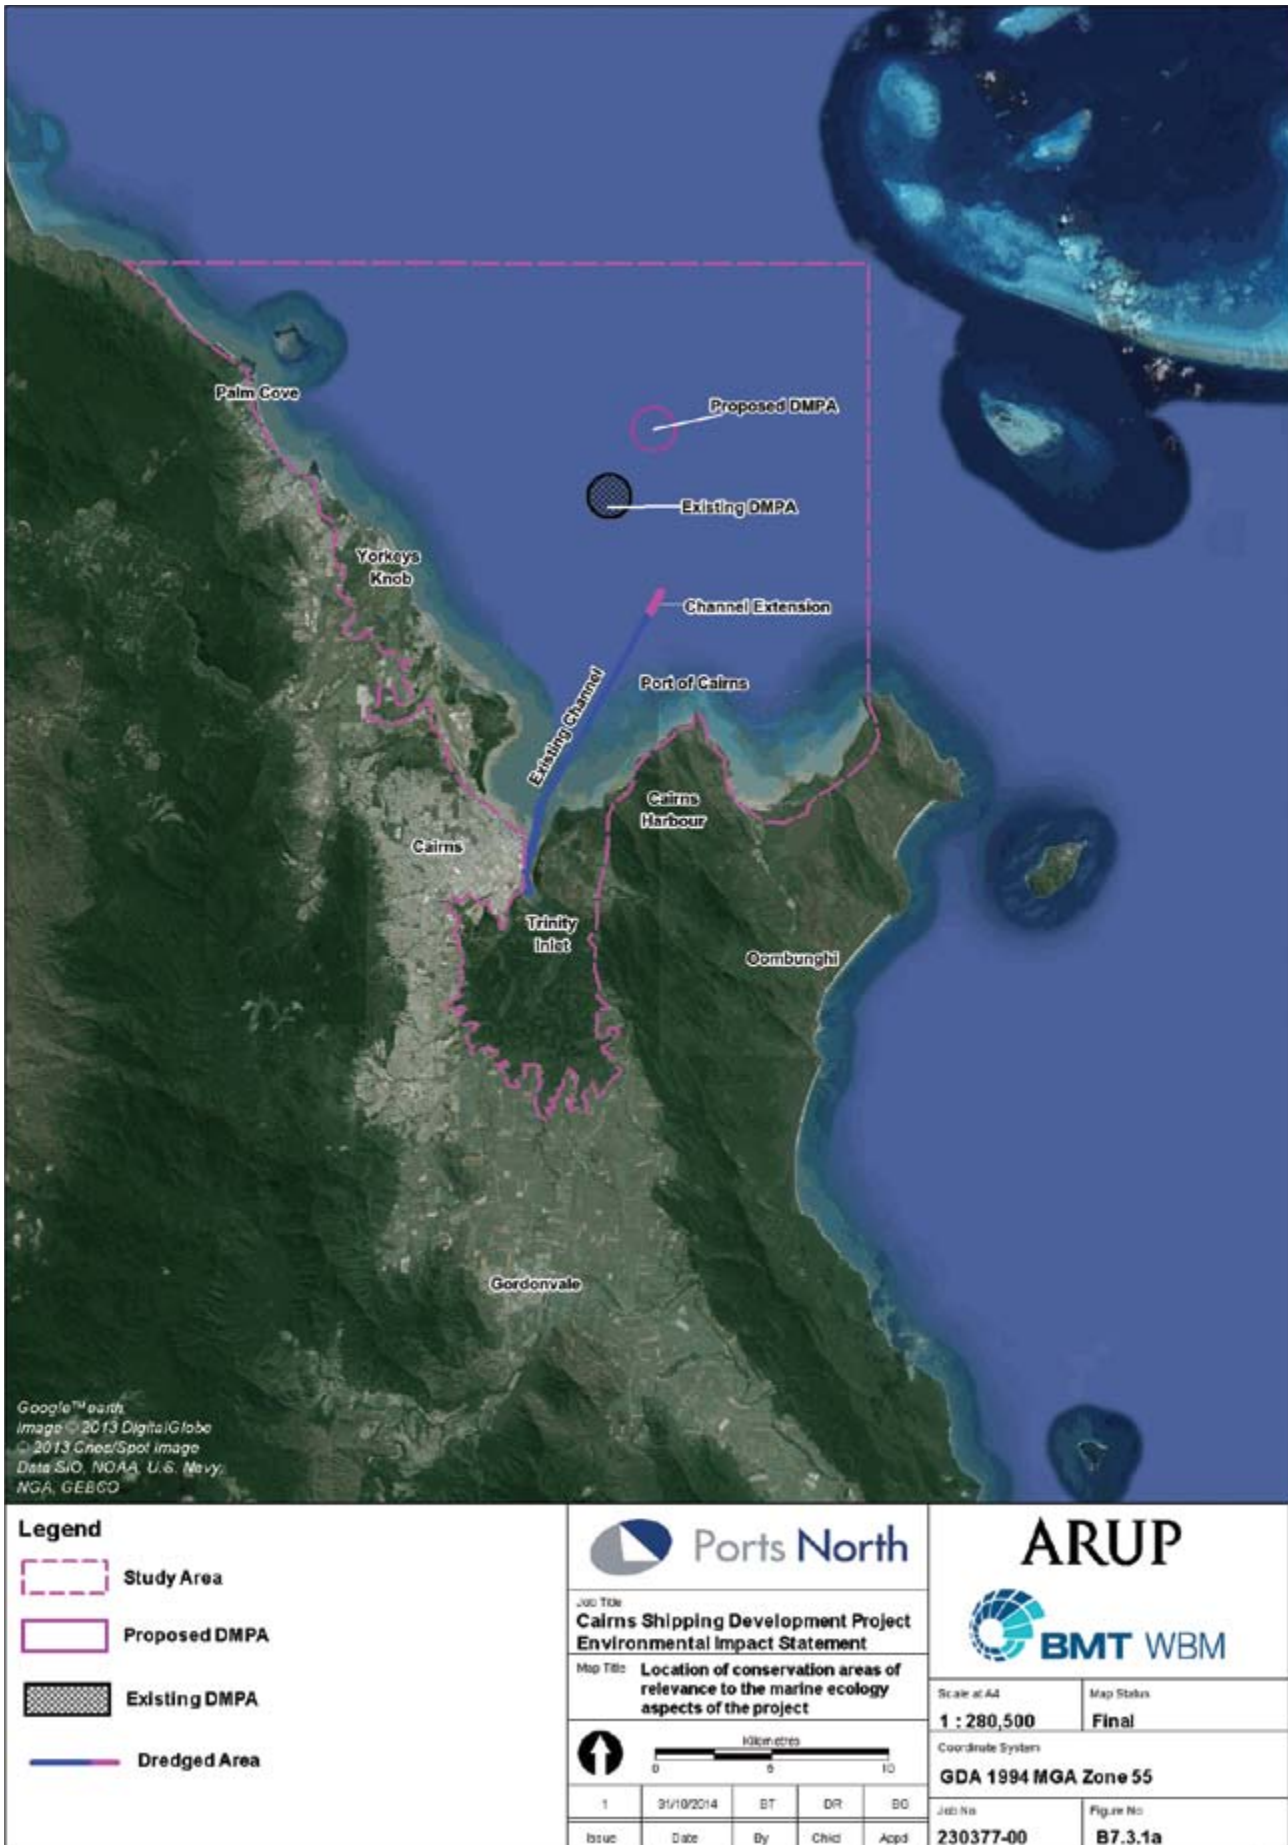 Palm Cove
Proposed DMPA
Existing DMPA
Yorkeys
Knob
Channel Extension
Port of Cairns
Existing Channel
Cairns
Harbour
Cairns
Trinity
Inlet
Oombunghi
Gordonvale
Google™ earth
Image © 2013 DigitalGlobe
© 2013 Cnes/Spot Image
Data SIO, NOAA, U.S. Navy,
NGA, GEBCO
Legend
Study Area
Proposed DMPA
Existing DMPA
Dredged Area
Ports North
Job Title
Cairns Shipping Development Project
Environmental Impact Statement
Map Title Location of conservation areas of
relevance to the marine ecology
aspects of the project
Kilometres
0 5 10
1 31/10/2014 BT DR BG
Issue Date By Chkd Appd
ARUP
BMT WBM
Scale at A4
1 : 280,500
Map Status
Final
Coordinate System
GDA 1994 MGA Zone 55
Job No
230377-00
Figure No
B7.3.1a